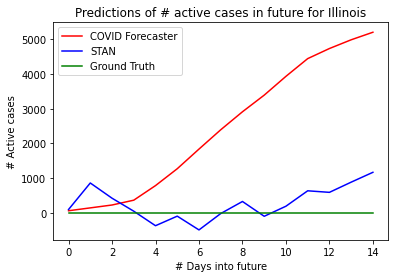 Predictions of # active cases in future for Illinois
COVID Forecaster
STAN
Ground Truth
5000
4000
3000
2000
1000
0
# Active cases
0 2 4 6 8 10 12 14
# Days into future